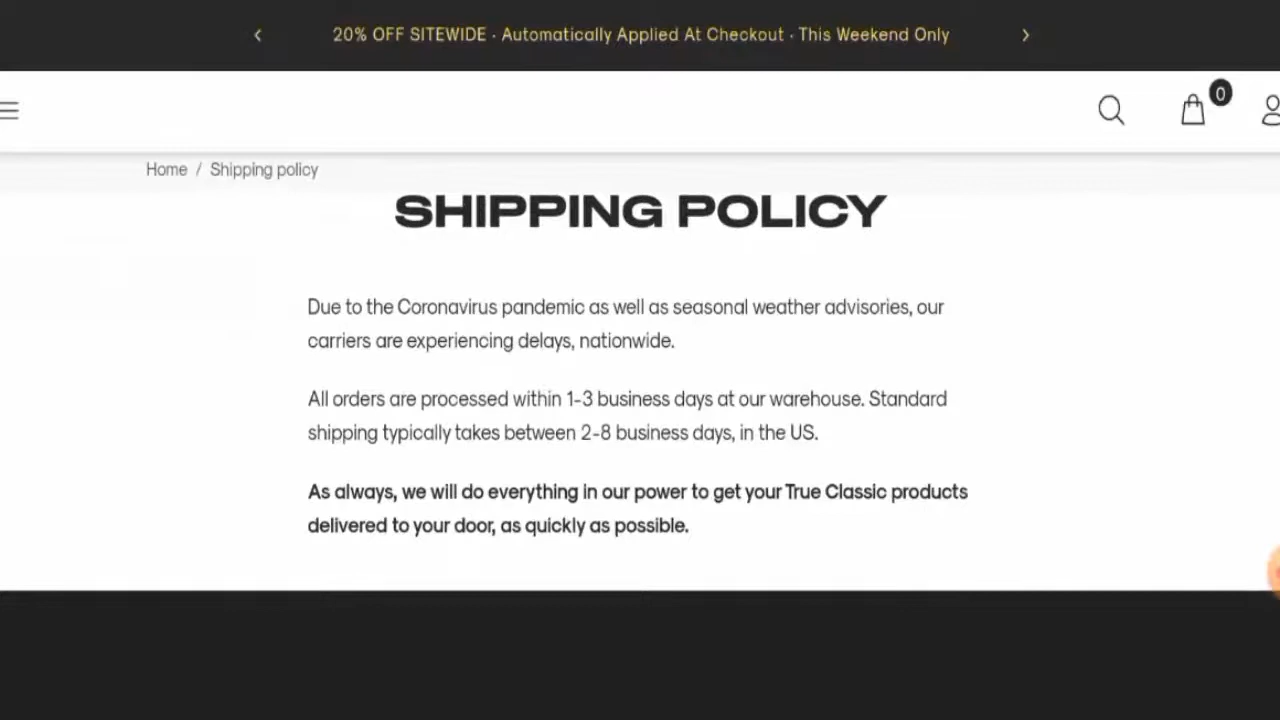 20% OFF SITEWIDE · Automatically Applied At Checkout · This Weekend Only
0
Home / Shipping policy
SHIPPING POLICY
Due to the Coronavirus pandemic as well as seasonal weather advisories, our
carriers are experiencing delays, nationwide.
All orders are processed within 1-3 business days at our warehouse. Standard
shipping typically takes between 2-8 business days, in the US.
As always, we will do everything in our power to get your True Classic products
delivered to your door, as quickly as possible.